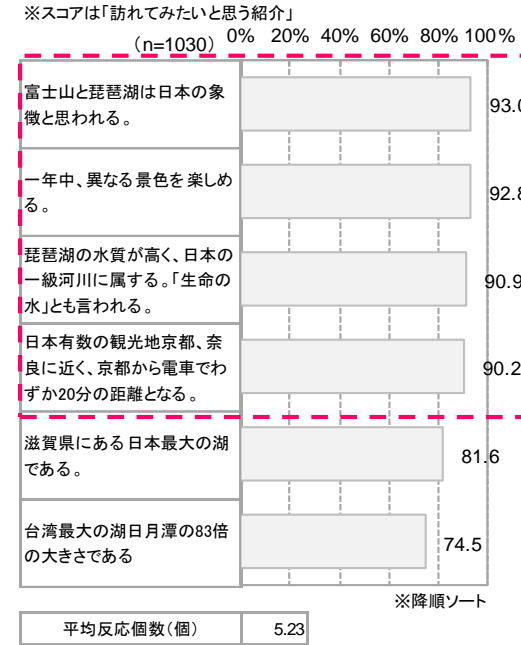 ※スコアは「訪れてみたいと思う紹介」
(n=1030) 0% 20% 40% 60% 80% 100%
富士山と琵琶湖は日本の象
徴と思われる。
93.0
一年中、異なる景色を楽しめ
る。
92.8
琵琶湖の水質が高く、日本の
一級河川に属する。「生命の
水」とも言われる。
90.9
日本有数の観光地京都、奈
良に近く、京都から電車でわ
ずか20分の距離となる。
90.2
滋賀県にある日本最大の湖
である。
81.6
台湾最大の湖日月潭の83倍
の大きさである
74.5
※降順ソート
平均反応個数(個) 5.23